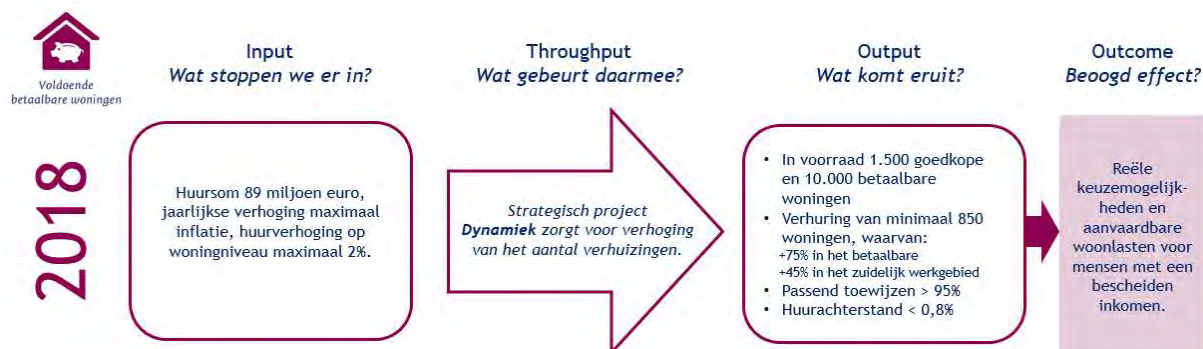 Voldoende
betaalbare woningen
Input
Wat stoppen we er in?
Throughput
Wat gebeurt daarmee?
Output
Wat komt eruit?
Outcome
Beoogd effect?
2018
Huursom 89 miljoen euro,
jaarlijkse verhoging maximaal
inflatie, huurverhoging op
woningniveau maximaal 2%.
Strategisch project
Dynamiek zorgt voor verhoging
van het aantal verhuizingen.
• In voorraad 1.500 goedkope
en 10.000 betaalbare
woningen
• Verhuring van minimaal 850
woningen, waarvan:
+75% in het betaalbare
+45% in het zuidelijk werkgebied
• Passend toewijzen > 95%
• Huurachterstand < 0,8%
Reële
keuzemogelijk-
heden en
aanvaardbare
woonlasten voor
mensen met een
bescheiden
inkomen.